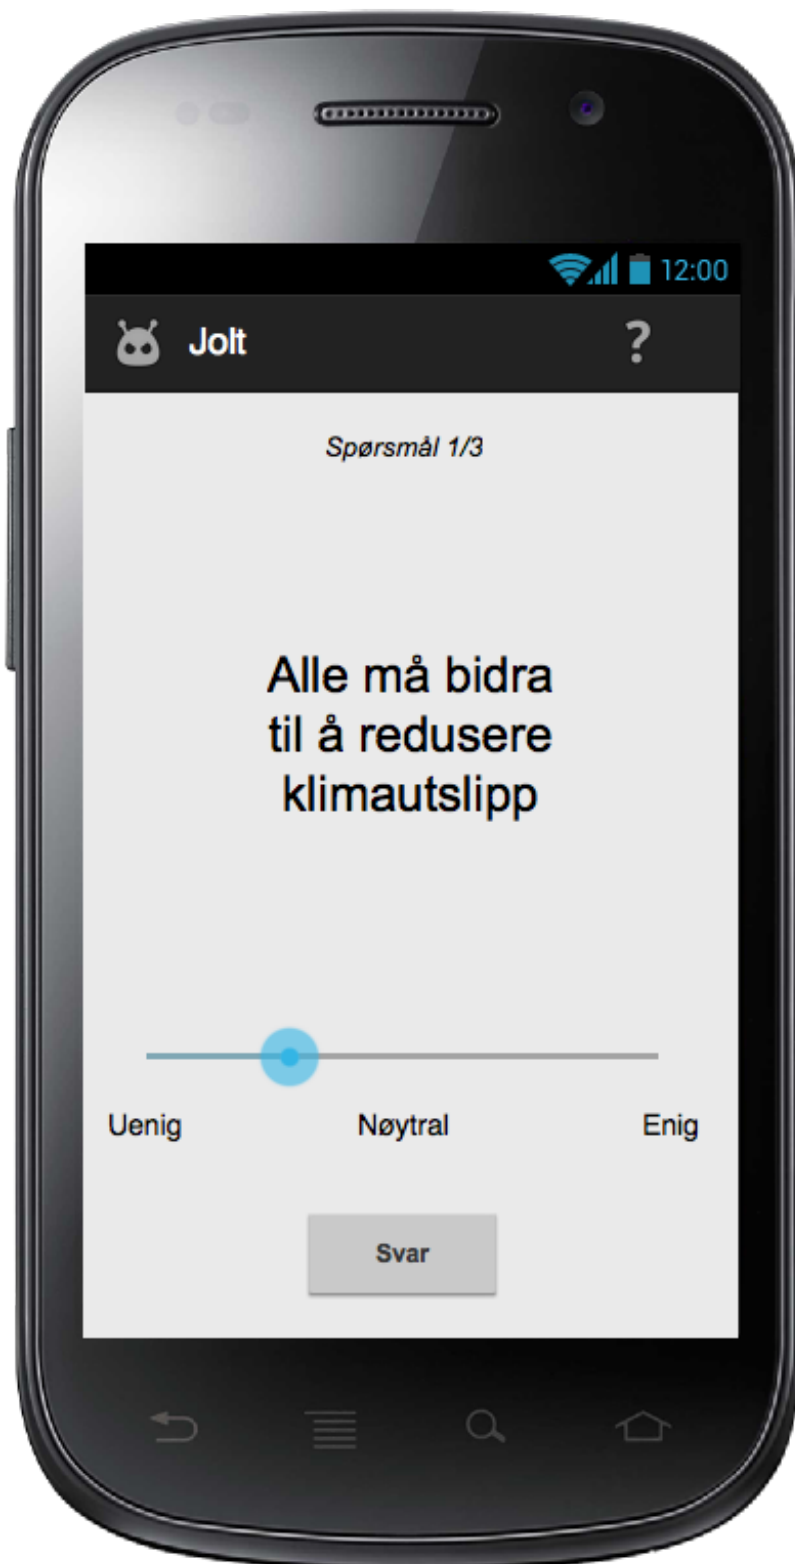 12:00
Jolt ?
Spørsmål 1/3
Alle må bidra
til å redusere
klimautslipp
Uenig Nøytral Enig
Svar